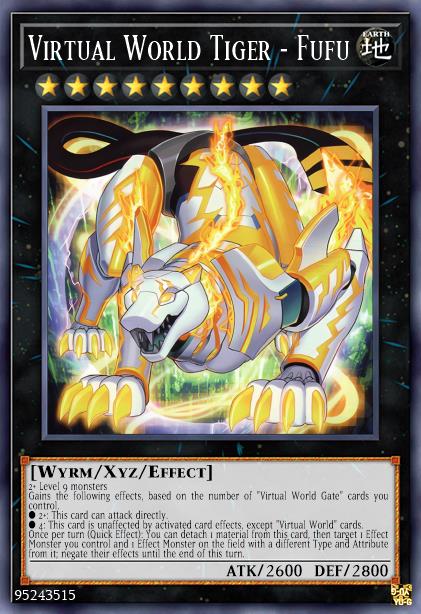 VIRTUAL WORLD TIGER - FUFU
EARTH
地
[WYRM/XYZ/EFFECT]
2+ Level 9 monsters
Gains the following effects, based on the number of "Virtual World Gate" cards you
control.
● 2+: This card can attack directly.
● 4: This card is unaffected by activated card effects, except "Virtual World" cards.
Once per turn (Quick Effect): You can detach 1 material from this card, then target 1 Effect
Monster you control and 1 Effect Monster on the field with a different Type and Attribute
from it; negate their effects until the end of this turn.
ATK/2600 DEF/2800
95243515